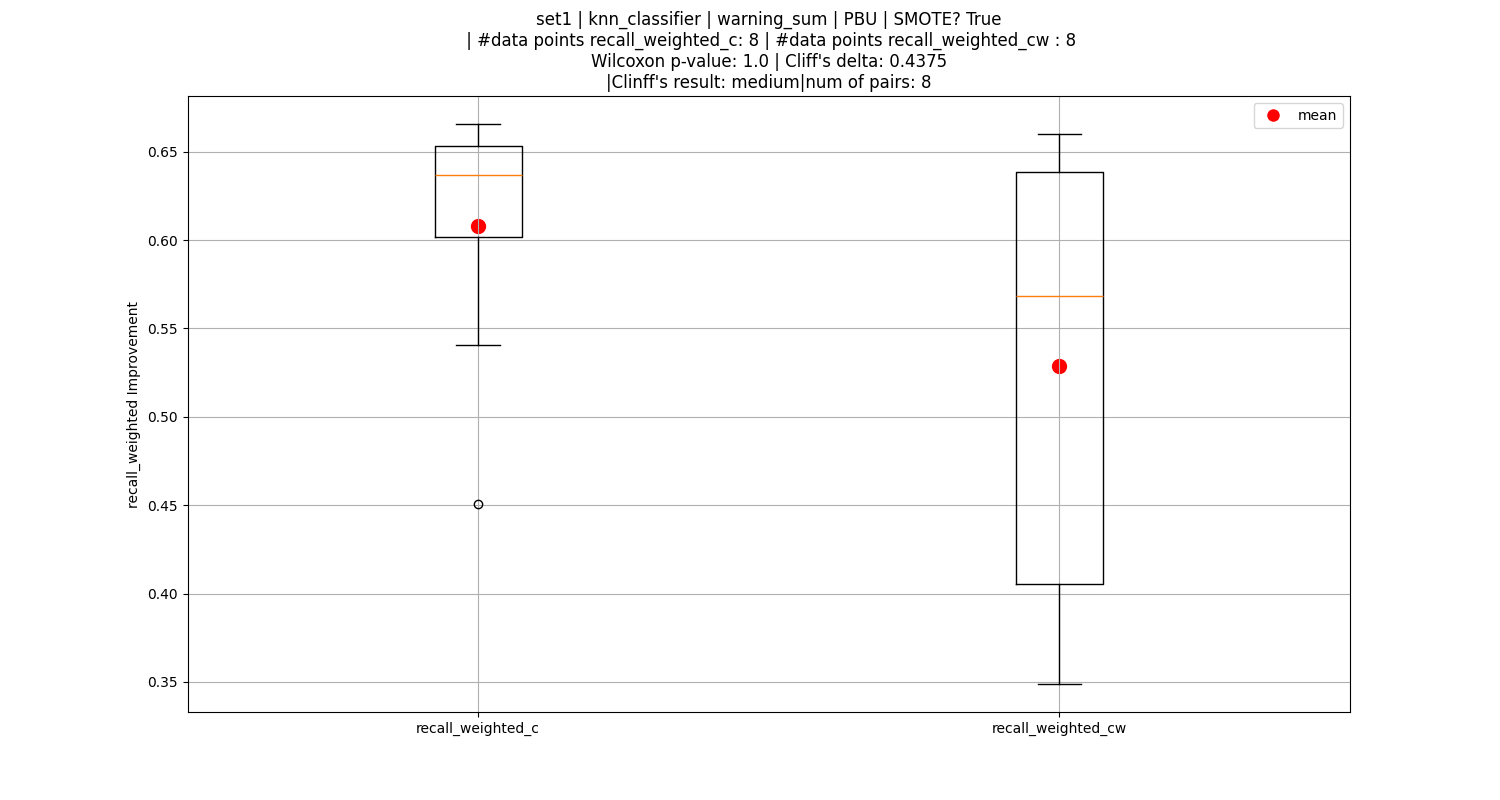 set1 | knn_classifier | warning_sum | PBU | SMOTE? True
| #data points recall_weighted_c: 8 | #data points recall_weighted_cw : 8
Wilcoxon p-value: 1.0 | Cliff's delta: 0.4375
|Clinff's result: medium|num of pairs: 8
mean
0.65
0.60
0.55
0.50
0.45
0.40
0.35
recall_weighted Improvement
recall_weighted_c
recall_weighted_cw